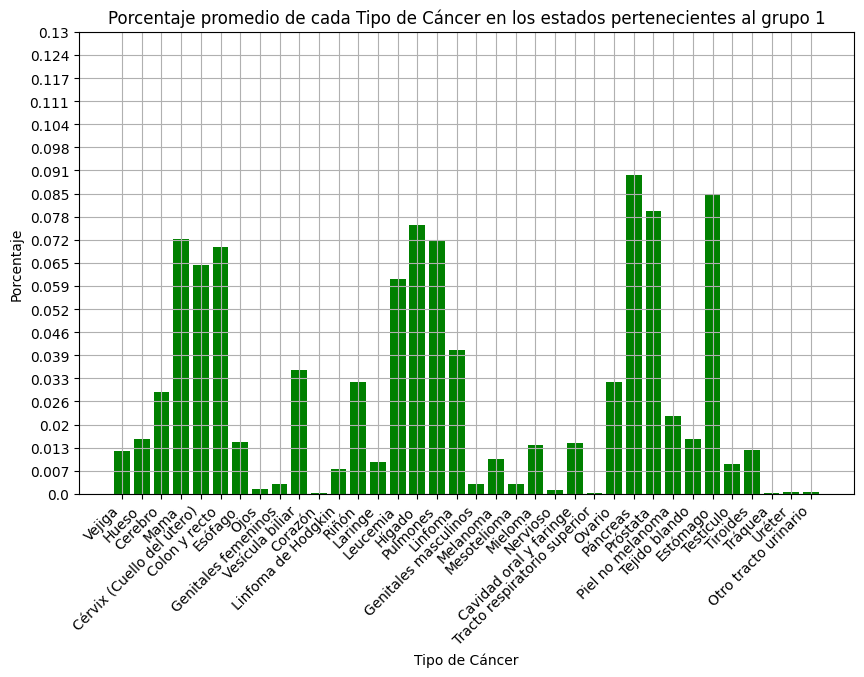 Porcentaje promedio de cada Tipo de Cáncer en los estados pertenecientes al grupo 1
Porcentaje
0.13
0.124
0.117
0.111
0.104
0.098
0.091
0.085
0.078
0.072
0.065
0.059
0.052
0.046
0.039
0.033
0.026
0.02
0.013
0.007
0.0
Vejiga
Hueso
Cerebro
Mama
Cérvix (Cuello del útero)
Colon y recto
Esófago
Ojos
Genitales femeninos
Vesícula biliar
Corazón
Linfoma de Hodgkin
Riñón
Laringe
Leucemia
Hígado
Pulmones
Linfoma
Genitales masculinos
Melanoma
Mesotelioma
Mieloma
Nervioso
Cavidad oral y faringe
Tracto respiratorio superior
Ovario
Páncreas
Próstata
Piel no melanoma
Tejido blando
Estómago
Testículo
Tiroides
Tráquea
Uréter
Otro tracto urinario
Tipo de Cáncer